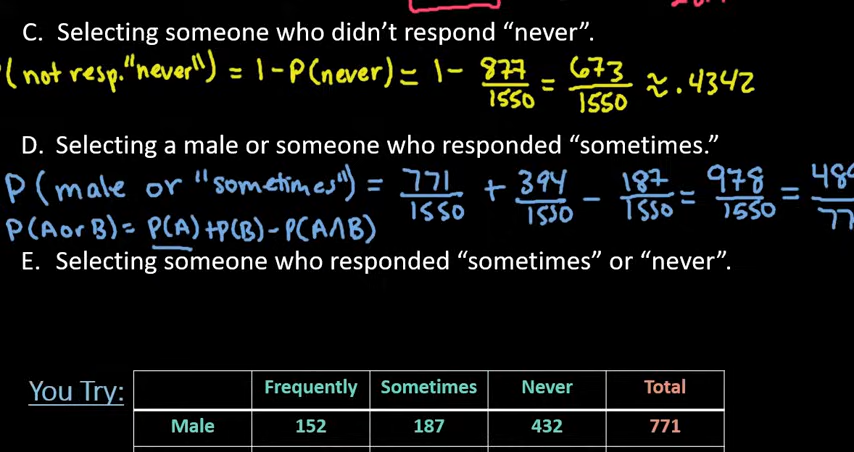 C. Selecting someone who didn't respond "never".
(not resp. "never") = 1 - P(never) = 1 - 877/1550 = 673/1550 ≈ .4342
D. Selecting a male or someone who responded "sometimes."
P(male or "sometimes") = 771/1550 + 394/1550 - 187/1550 = 978/1550 =
P(A or B) = P(A) + P(B) - P(A∧B)
E. Selecting someone who responded "sometimes" or "never".
You Try:
Frequently Sometimes Never Total
Male 152 187 432 771